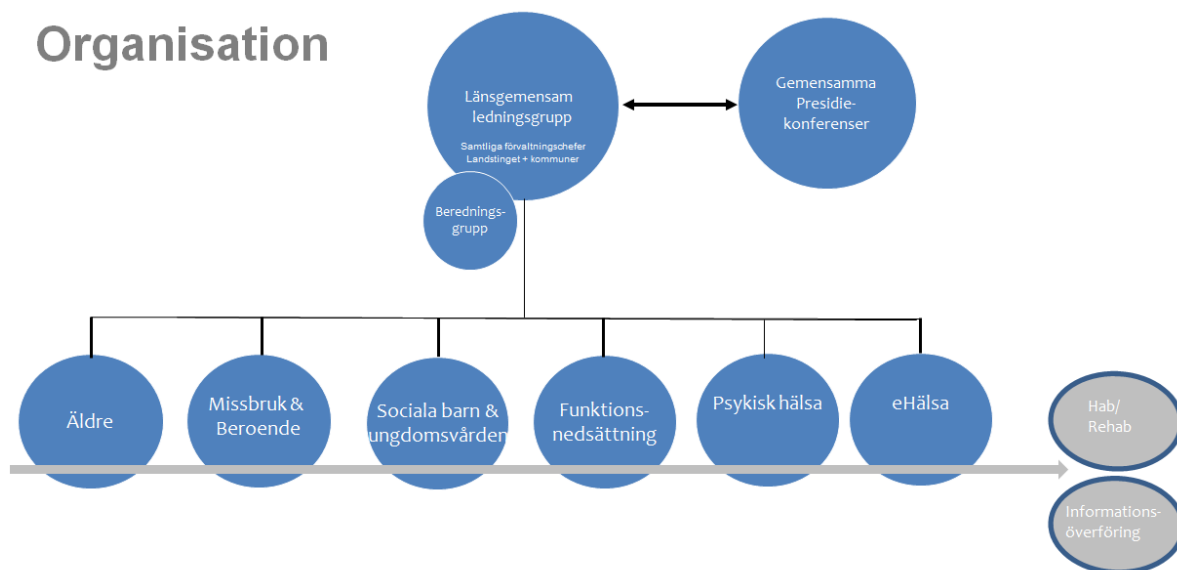 Organisation
Länsgemensam
ledningsgrupp
Samtliga förvaltningschefer
Landstinget + kommuner
Gemensamma
Presidie-
konferenser
Berednings-
grupp
Äldre
Missbruk &
Beroende
Sociala barn &
ungdomsvården
Funktions-
nedsättning
Psykisk hälsa
eHälsa
Hab/
Rehab
Informations-
överföring